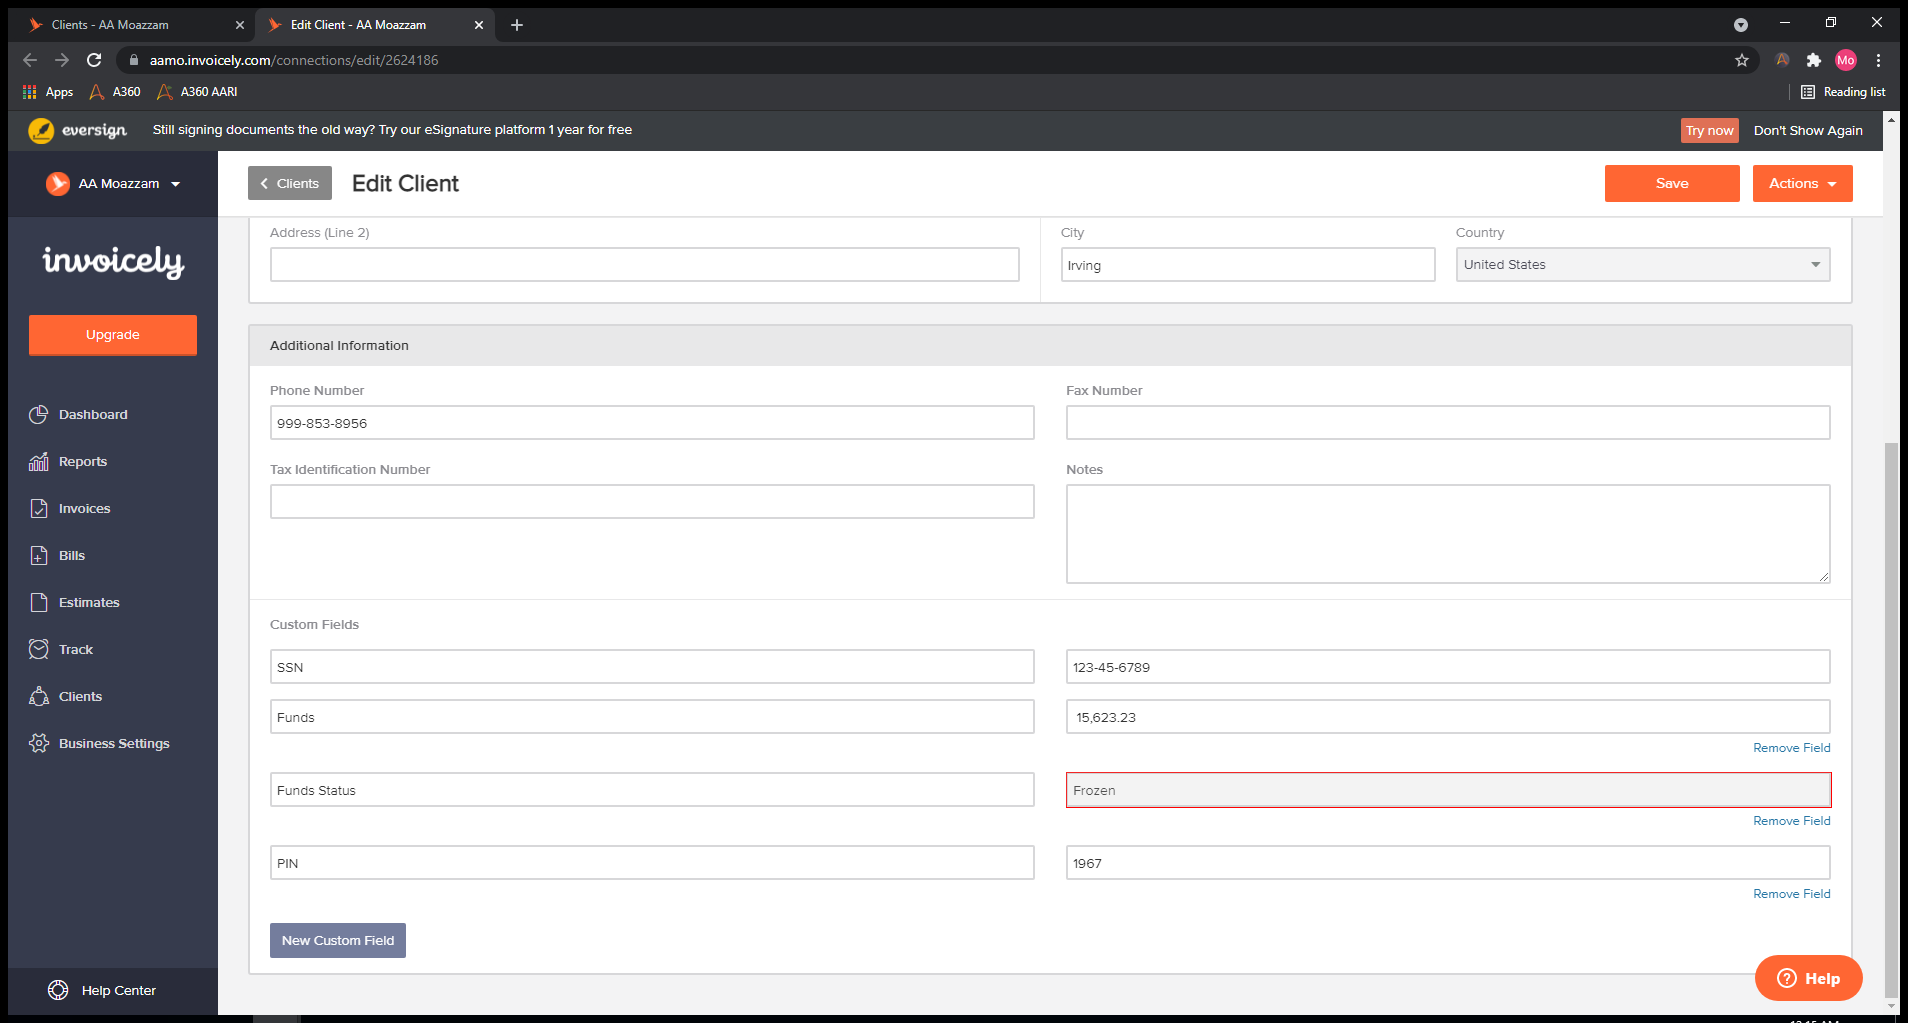 Clients - AA Moazzam
Edit Client - AA Moazzam
aamo.invoicely.com/connections/edit/2624186
Mo
Apps
A360
A360 AARI
Reading list
eversign
Still signing documents the old way? Try our eSignature platform 1 year for free
Try now
Don't Show Again
AA Moazzam
Clients
Edit Client
Save
Actions
invoicely
Upgrade
Dashboard
Reports
Invoices
Bills
Estimates
Track
Clients
Business Settings
Help Center
Address (Line 2)
City
Country
Irving
United States
Additional Information
Phone Number
Fax Number
999-853-8956
Tax Identification Number
Notes
Custom Fields
SSN
123-45-6789
Funds
15,623.23
Remove Field
Funds Status
Frozen
Remove Field
PIN
1967
Remove Field
New Custom Field
? Help